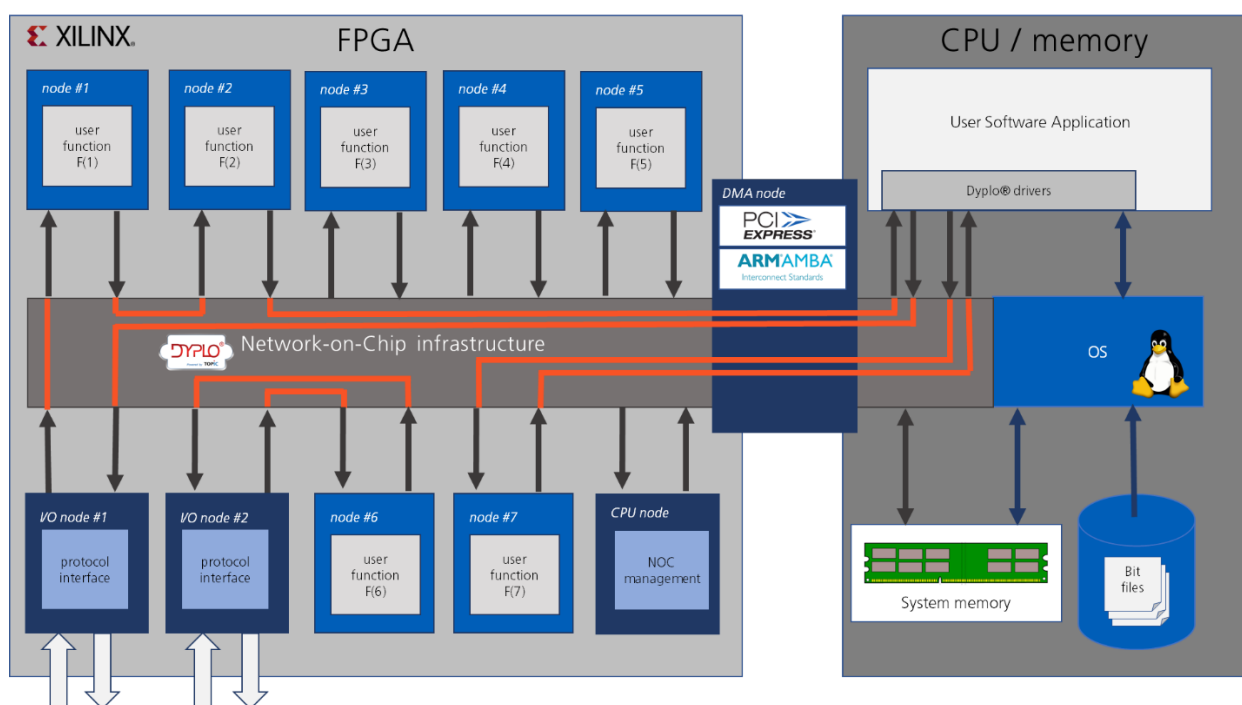 XILINX®
FPGA
CPU / memory
node #1
user
function
F(1)
node #2
user
function
F(2)
node #3
user
function
F(3)
node #4
user
function
F(4)
node #5
user
function
F(5)
User Software Application
Dyplo® drivers
DMA node
PCI
EXPRESS®
ARM®AMBA®
Interconnect Standards
DYPLO®
TOPIC
Network-on-Chip infrastructure
OS
I/O node #1
protocol
interface
I/O node #2
protocol
interface
node #6
user
function
F(6)
node #7
user
function
F(7)
CPU node
NOC
management
System memory
Bit
files